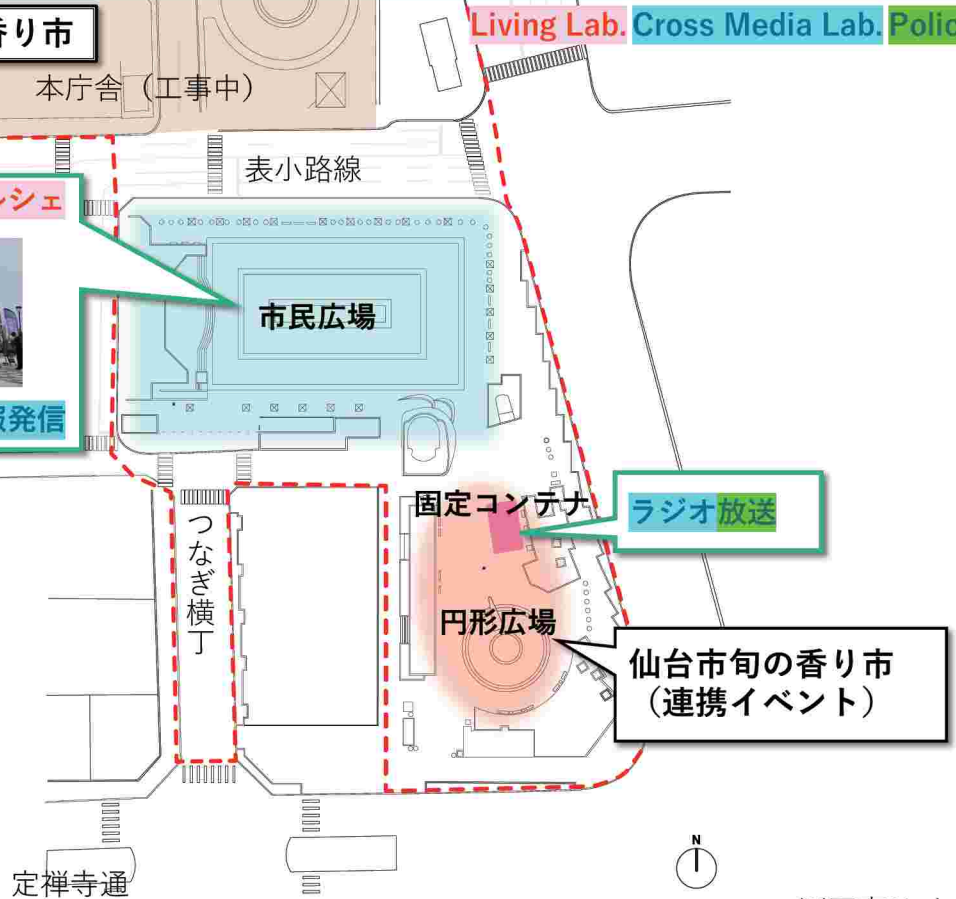 香り市
Living Lab. Cross Media Lab. Polic
本庁舎（工事中）
表小路線
ルシェ
市民広場
報発信
固定コンテナ
ラジオ放送
つなぎ横丁
円形広場
仙台市旬の香り市
（連携イベント）
N
定禅寺通